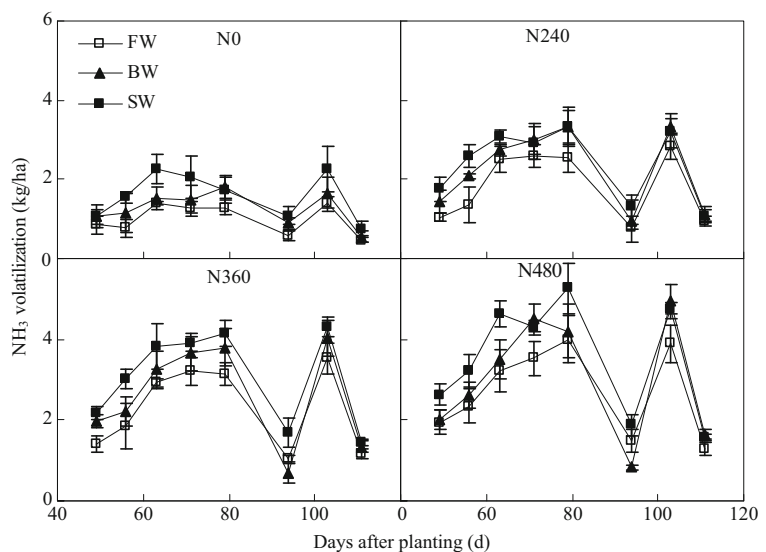 6
N0
N240
FW
BW
SW
4
2
0
NH₃ volatilization (kg/ha)
N360
N480
4
2
0
40 60 80 100 0 40 60 80 100 120
Days after planting (d)